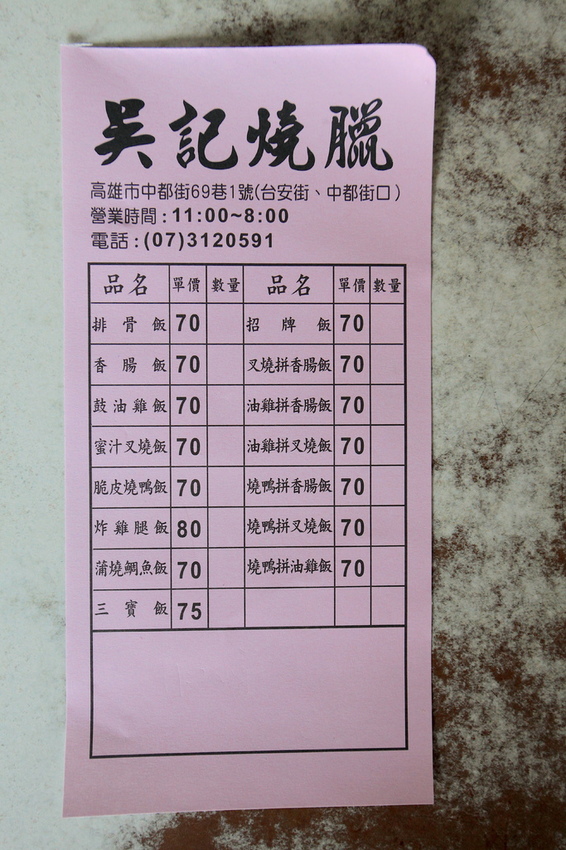 吳記燒臘
高雄市中都街69巷1號(台安街、中都街口)
營業時間:11:00~8:00
電話:(07)3120591
品名 單價 數量 品名 單價 數量
排骨飯 70 招牌飯 70
香腸飯 70 叉燒拼香腸飯 70
鼓油雞飯 70 油雞拼香腸飯 70
蜜汁叉燒飯 70 油雞拼叉燒飯 70
脆皮燒鴨飯 70 燒鴨拼香腸飯 70
炸雞腿飯 80 燒鴨拼叉燒飯 70
蒲燒鯛魚飯 70 燒鴨拼油雞飯 70
三寶飯 75